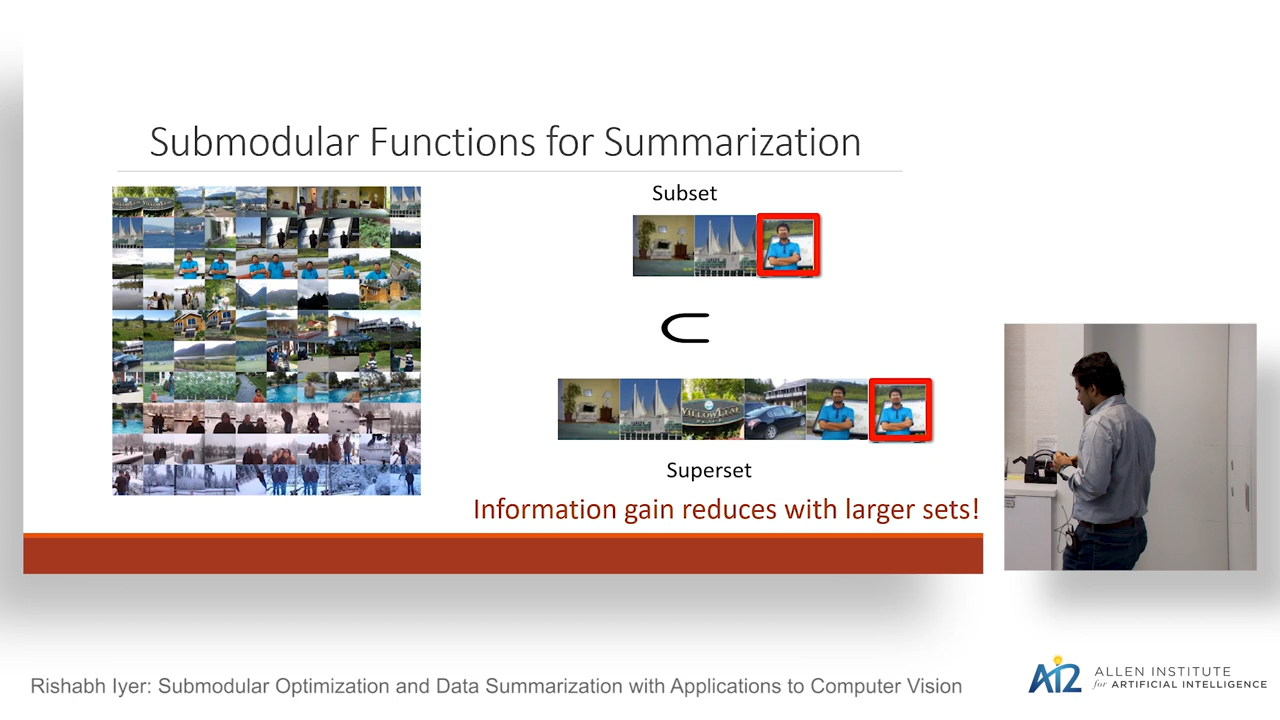 Submodular Functions for Summarization
Subset
⊂
Superset
Information gain reduces with larger sets!
Rishabh Iyer: Submodular Optimization and Data Summarization with Applications to Computer Vision
AI2
ALLEN INSTITUTE
for ARTIFICIAL INTELLIGENCE